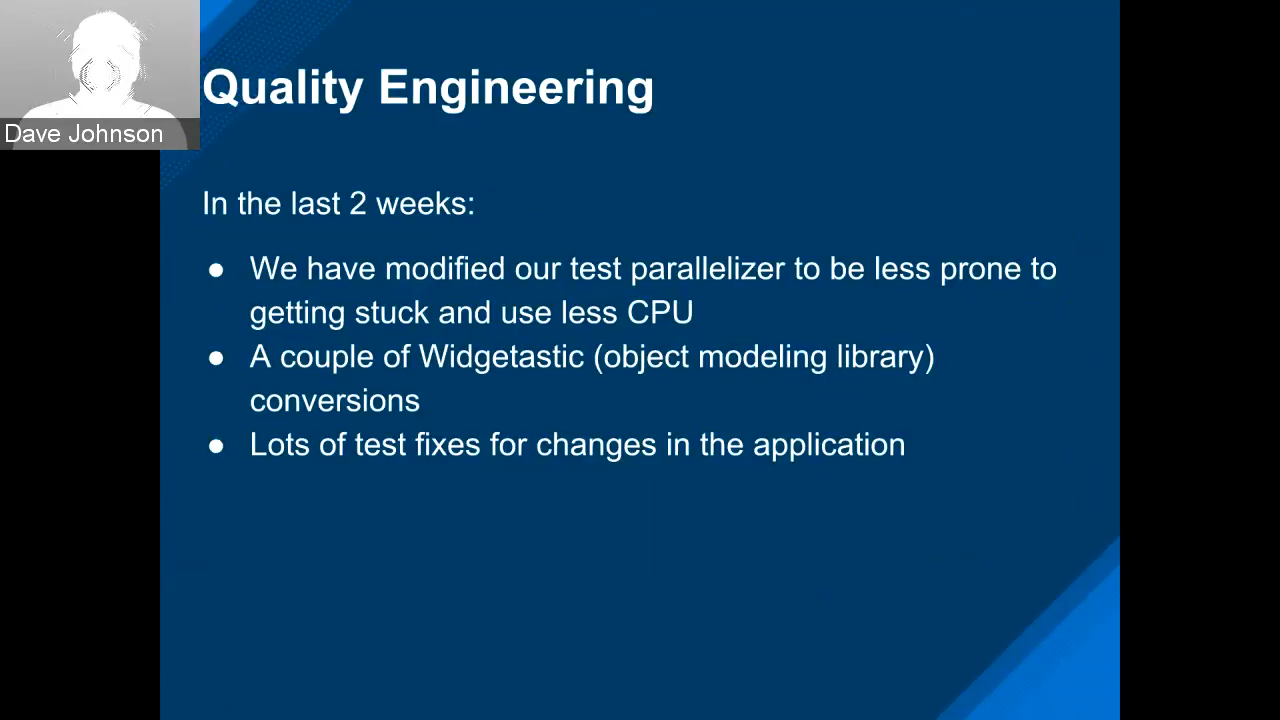 Quality Engineering
Dave Johnson
In the last 2 weeks:
● We have modified our test parallelizer to be less prone to
getting stuck and use less CPU
● A couple of Widgetastic (object modeling library)
conversions
● Lots of test fixes for changes in the application